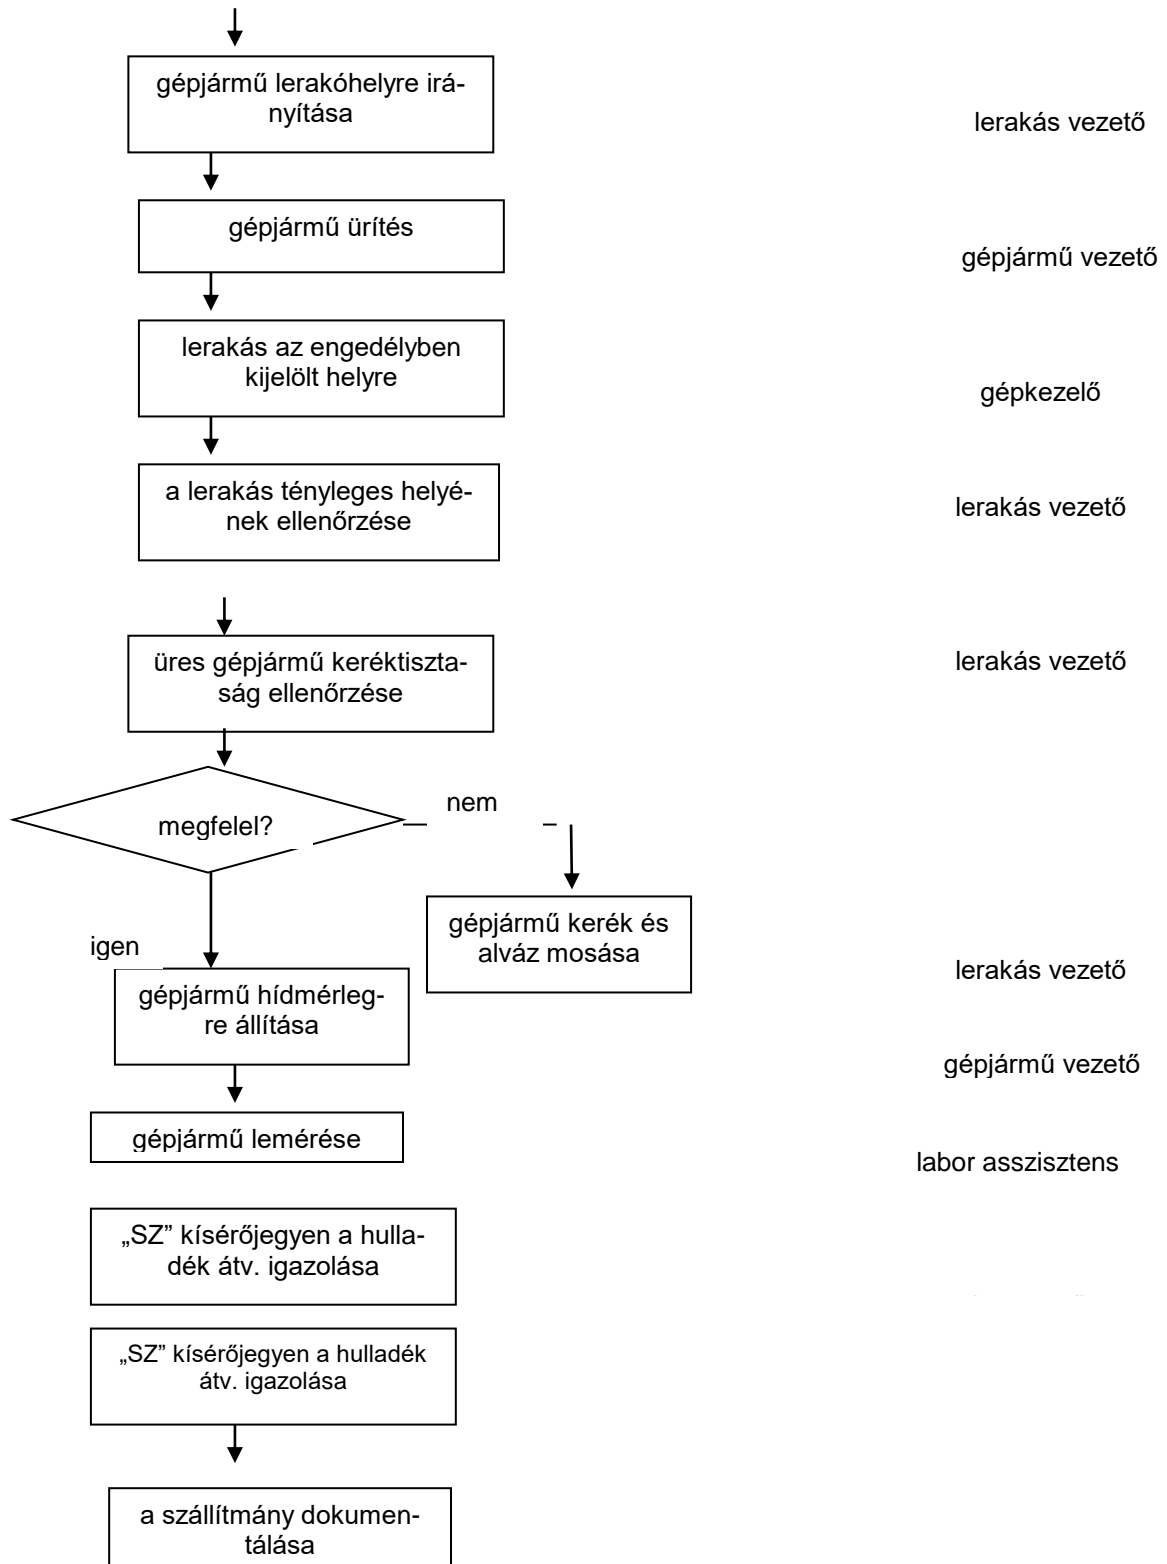 gépjármű lerakóhelyre irá-
nyítása
lerakás vezető
gépjármű ürítés
gépjármű vezető
lerakás az engedélyben
kijelölt helyre
gépkezelő
a lerakás tényleges helyé-
nek ellenőrzése
lerakás vezető
üres gépjármű keréktiszta-
ság ellenőrzése
lerakás vezető
megfelel?
nem
gépjármű kerék és
alváz mosása
igen
lerakás vezető
gépjármű hídmérleg-
re állítása
gépjármű vezető
gépjármű lemérése
labor asszisztens
„SZ” kísérőjegyen a hulla-
dék átv. igazolása
„SZ” kísérőjegyen a hulladék
átv. igazolása
a szállítmány dokumen-
tálása